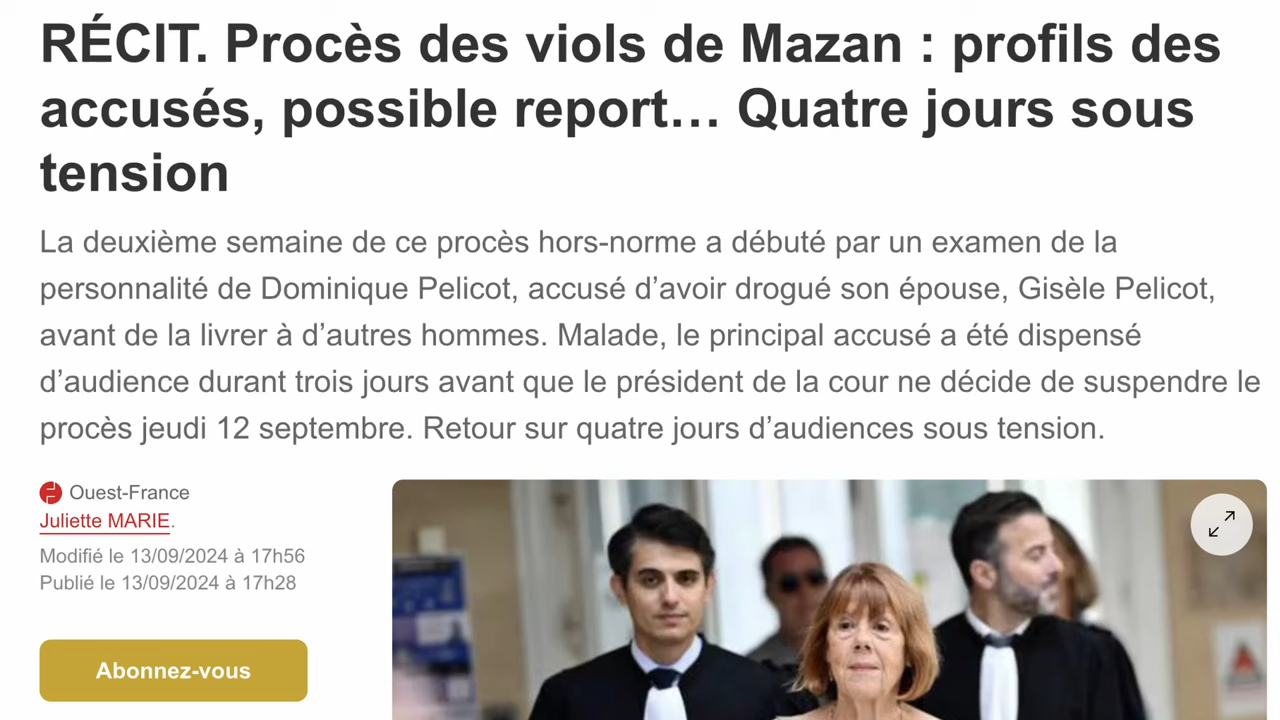 RÉCIT. Procès des viols de Mazan : profils des
accusés, possible report… Quatre jours sous
tension
La deuxième semaine de ce procès hors-norme a débuté par un examen de la
personnalité de Dominique Pelicot, accusé d’avoir drogué son épouse, Gisèle Pelicot,
avant de la livrer à d’autres hommes. Malade, le principal accusé a été dispensé
d’audience durant trois jours avant que le président de la cour ne décide de suspendre le
procès jeudi 12 septembre. Retour sur quatre jours d’audiences sous tension.
Ouest-France
Juliette MARIE.
Modifié le 13/09/2024 à 17h56
Publié le 13/09/2024 à 17h28
Abonnez-vous